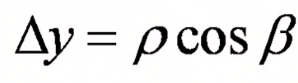 Δy = ρ cos β